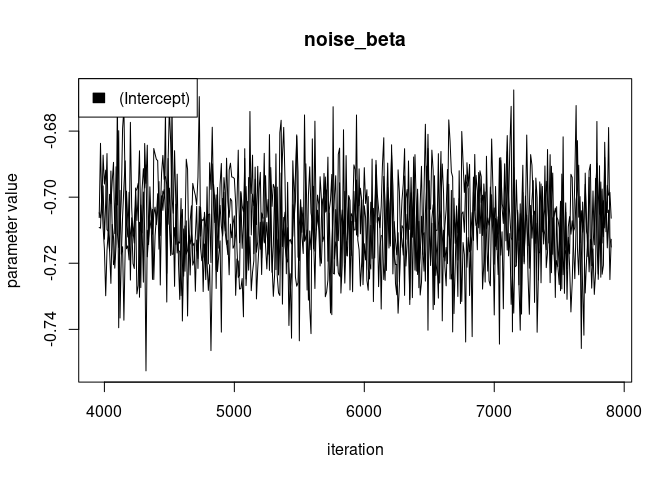 noise_beta
(Intercept)
parameter value
-0.68
-0.70
-0.72
-0.74
4000 5000 6000 7000 8000
iteration